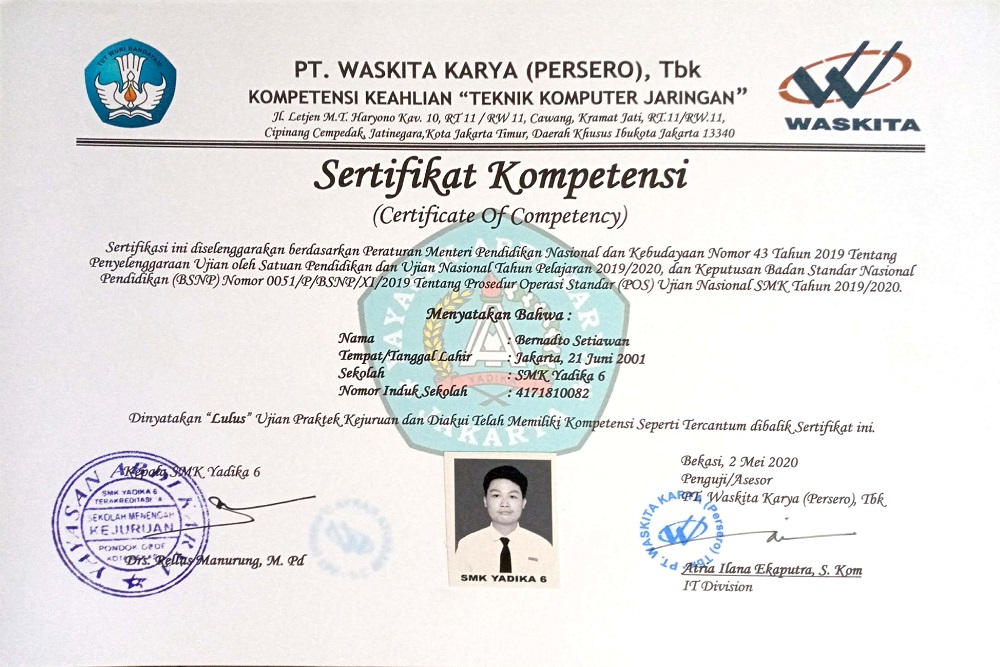 TUT WURI HANDAYANI
PT. WASKITA KARYA (PERSERO), Tbk
KOMPETENSI KEAHLIAN “TEKNIK KOMPUTER JARINGAN”
Jl. Letjen M.T. Haryono Kav. 10, RT 11 / RW 11, Cawang, Kramat Jati, RT.11/RW.11,
Cipinang Cempedak, Jatinegara,Kota Jakarta Timur, Daerah Khusus Ibukota Jakarta 13340
WASKITA
Sertifikat Kompetensi
(Certificate Of Competency)
Sertifikasi ini diselenggarakan berdasarkan Peraturan Menteri Pendidikan Nasional dan Kebudayaan Nomor 43 Tahun 2019 Tentang
Penyelenggaraan Ujian oleh Satuan Pendidikan dan Ujian Nasional Tahun Pelajaran 2019/2020, dan Keputusan Badan Standar Nasional
Pendidikan (BSNP) Nomor 0051/P/BSNP/XI/2019 Tentang Prosedur Operasi Standar (POS) Ujian Nasional SMK Tahun 2019/2020.
Menyatakan Bahwa :
Nama : Bernadto Setiawan
Tempat/Tanggal Lahir : Jakarta, 21 Juni 2001
Sekolah : SMK Yadika 6
Nomor Induk Sekolah : 4171810082
Dinyatakan “Lulus” Ujian Praktek Kejuruan dan Diakui Telah Memiliki Kompetensi Seperti Tercantum dibalik Sertifikat ini.
Kepala SMK Yadika 6
YAYASAN ABDI KARYA
SMK YADIKA 6
TERAKREDITASI "A"
SEKOLAH MENENGAH
KEJURUAN
PONDOK GEDE
Drs. Rellus Manurung, M. Pd
SMK YADIKA 6
Bekasi, 2 Mei 2020
Penguji/Asesor
PT. Waskita Karya (Persero), Tbk
PT. WASKITA KARYA (Persero) Tbk
Atria Ilana Ekaputra, S. Kom
IT Division
JAKARTA